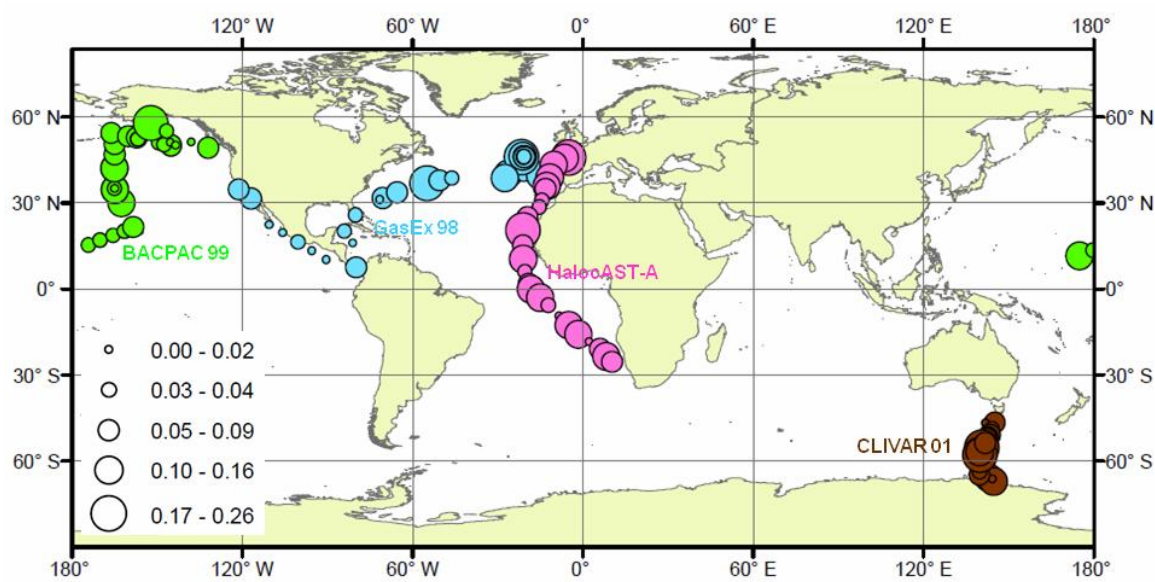 120° W 60° W 0° 60° E 120° E 180°
60° N 60° N
30° N 30° N
GasEx 98
BACPAC 99
HalocAST-A
0° 0°
0.00 - 0.02
30° S 30° S
0.03 - 0.04
0.05 - 0.09
CLIVAR 01
60° S 60° S
0.10 - 0.16
0.17 - 0.26
180° 120° W 60° W 0° 60° E 120° E 180°